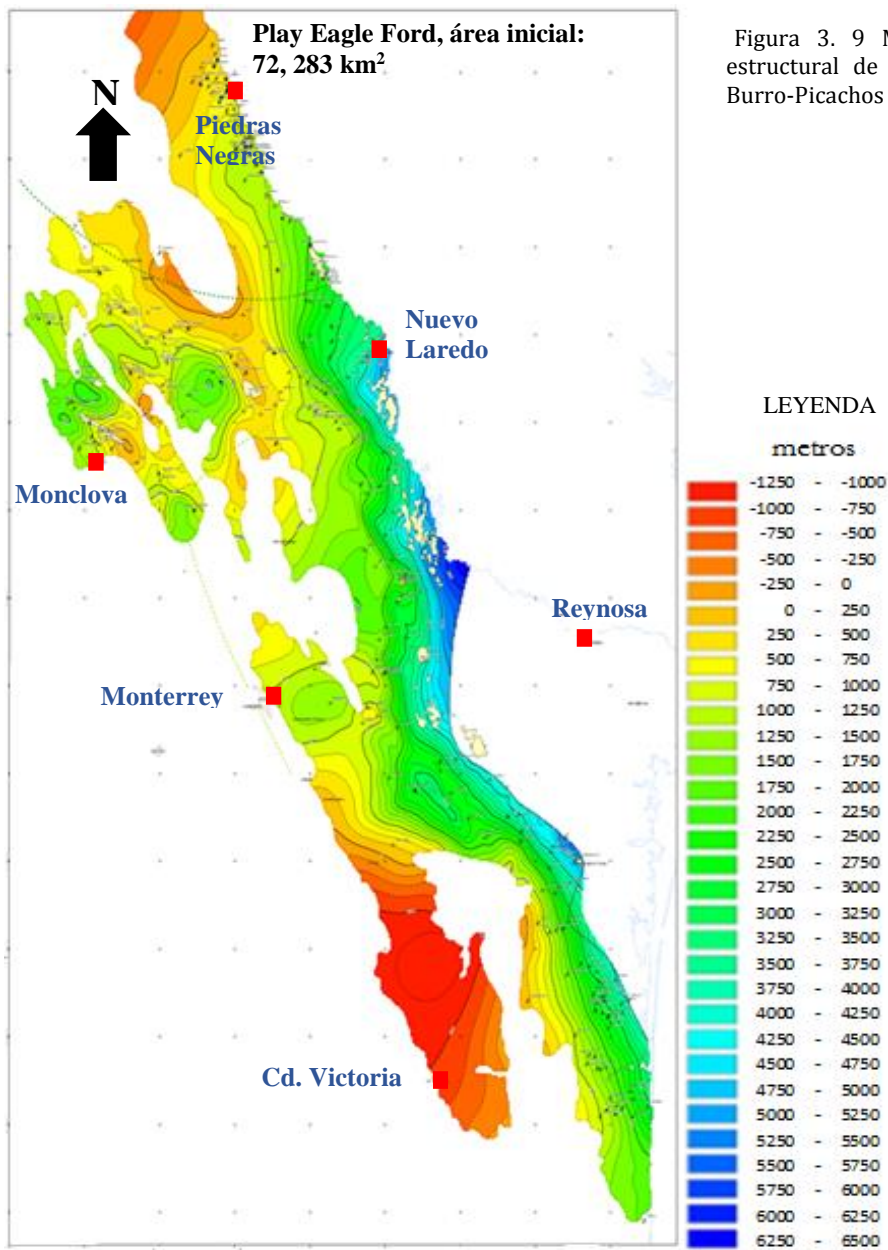 Play Eagle Ford, área inicial:
72, 283 km²
Figura 3. 9 M
estructural de
Burro-Picachos
N
Piedras
Negras
Nuevo
Laredo
Monclova
Reynosa
Monterrey
Cd. Victoria
LEYENDA
metros
-1250 - -1000
-1000 - -750
-750 - -500
-500 - -250
-250 - 0
0 - 250
250 - 500
500 - 750
750 - 1000
1000 - 1250
1250 - 1500
1500 - 1750
1750 - 2000
2000 - 2250
2250 - 2500
2500 - 2750
2750 - 3000
3000 - 3250
3250 - 3500
3500 - 3750
3750 - 4000
4000 - 4250
4250 - 4500
4500 - 4750
4750 - 5000
5000 - 5250
5250 - 5500
5500 - 5750
5750 - 6000
6000 - 6250
6250 - 6500